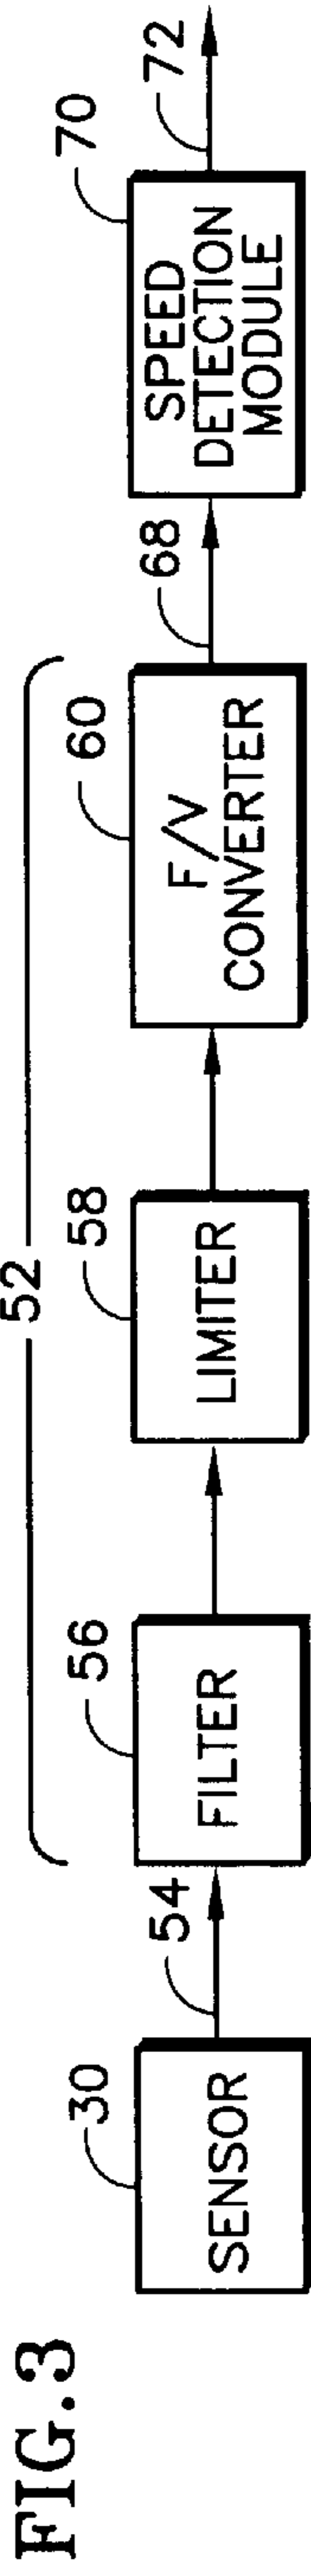 FIG.3
52
30
SENSOR
54
56
FILTER
58
LIMITER
60
F/V
CONVERTER
68
70
SPEED
DETECTION
MODULE
72